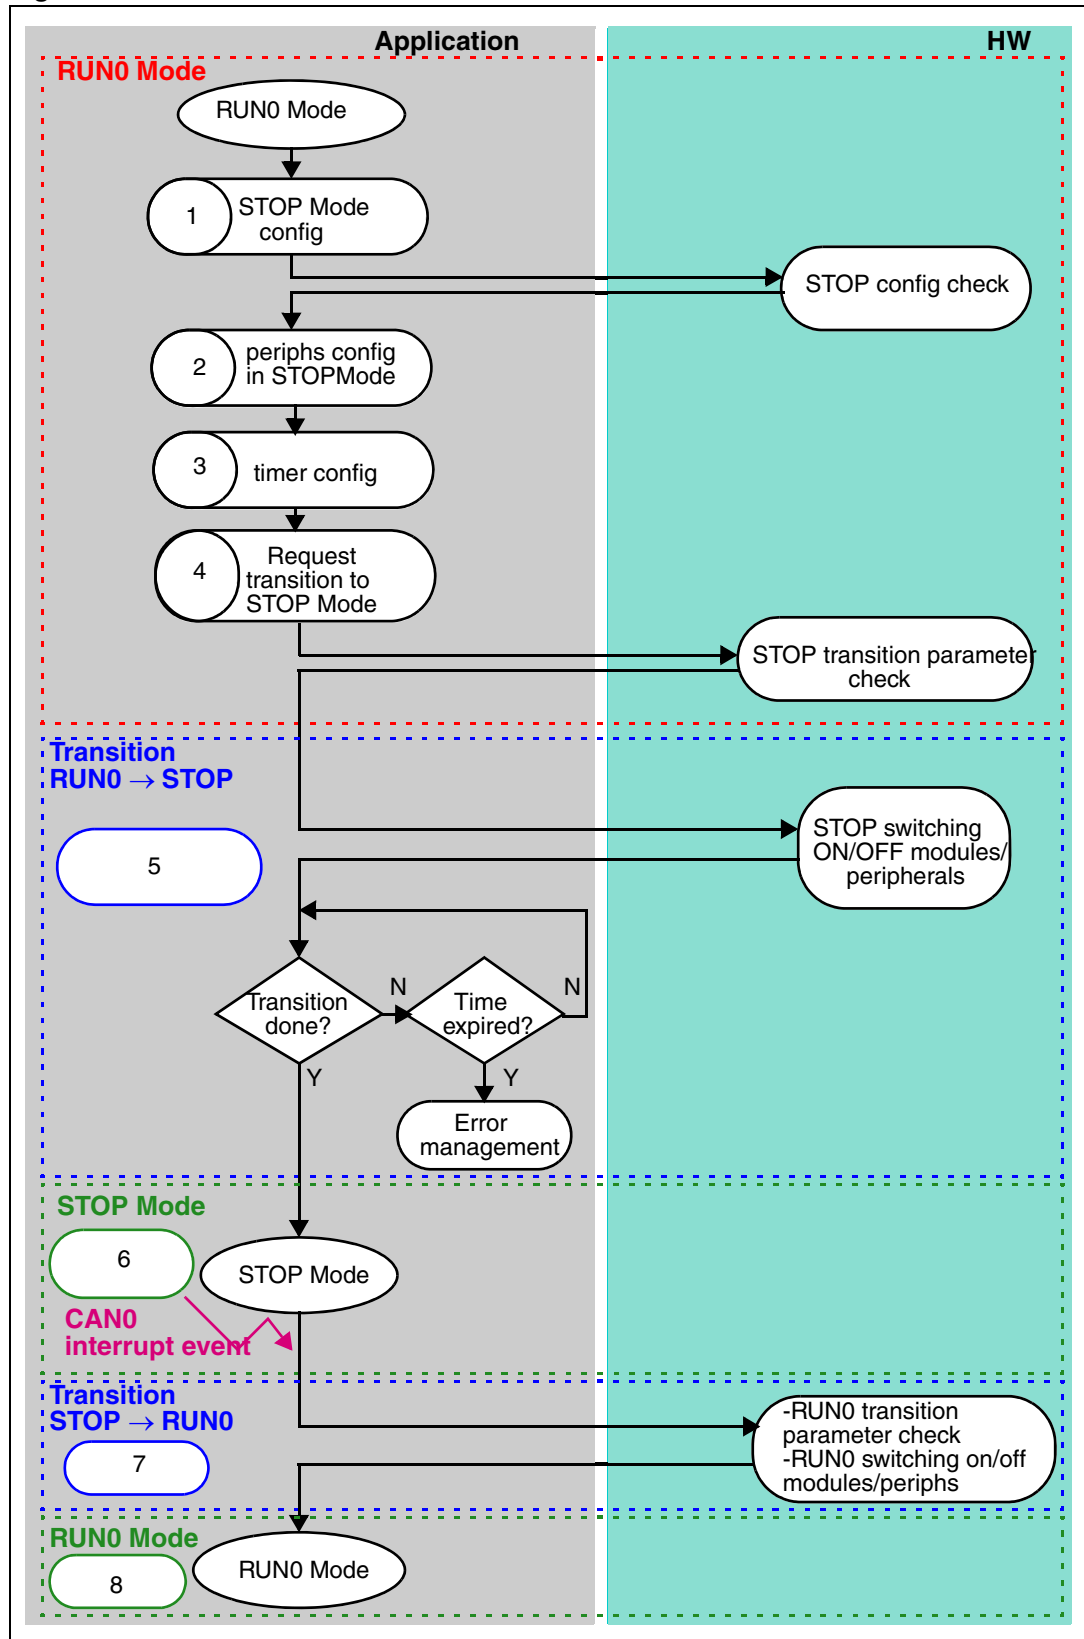 Application
HW
RUN0 Mode
RUN0 Mode
1
STOP Mode
config
STOP config check
2
periphs config
in STOPMode
3
timer config
4
Request
transition to
STOP Mode
STOP transition parameter
check
Transition
RUN0 → STOP
5
STOP switching
ON/OFF modules/
peripherals
Transition
done?
N
Time
expired?
N
Y
Y
Error
management
STOP Mode
6
STOP Mode
CAN0
interrupt event
Transition
STOP → RUN0
7
-RUN0 transition
parameter check
-RUN0 switching on/off
modules/periphs
RUN0 Mode
8
RUN0 Mode